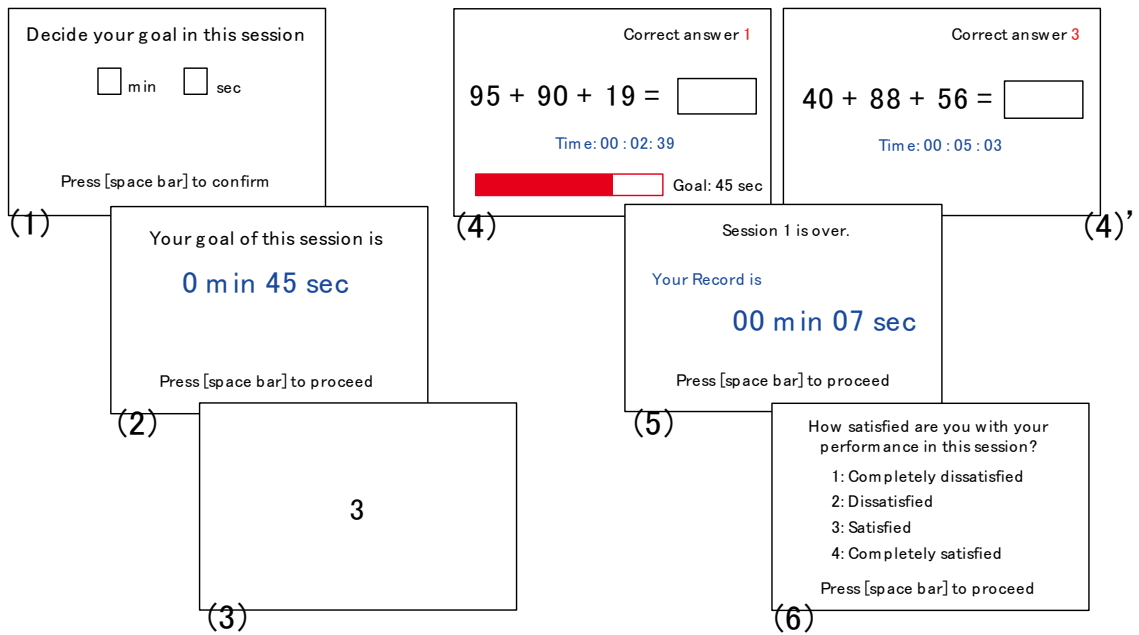 Decide your goal in this session
min sec
Press [space bar] to confirm
(1)
Your goal of this session is
0 min 45 sec
Press [space bar] to proceed
(2)
3
(3)
Correct answer 1
95 + 90 + 19 =
Time: 00 : 02: 39
Goal: 45 sec
(4)
Correct answer 3
40 + 88 + 56 =
Time: 00 : 05 : 03
(4)’
Session 1 is over.
Your Record is
00 min 07 sec
Press [space bar] to proceed
(5)
How satisfied are you with your
performance in this session?
1: Completely dissatisfied
2: Dissatisfied
3: Satisfied
4: Completely satisfied
Press [space bar] to proceed
(6)